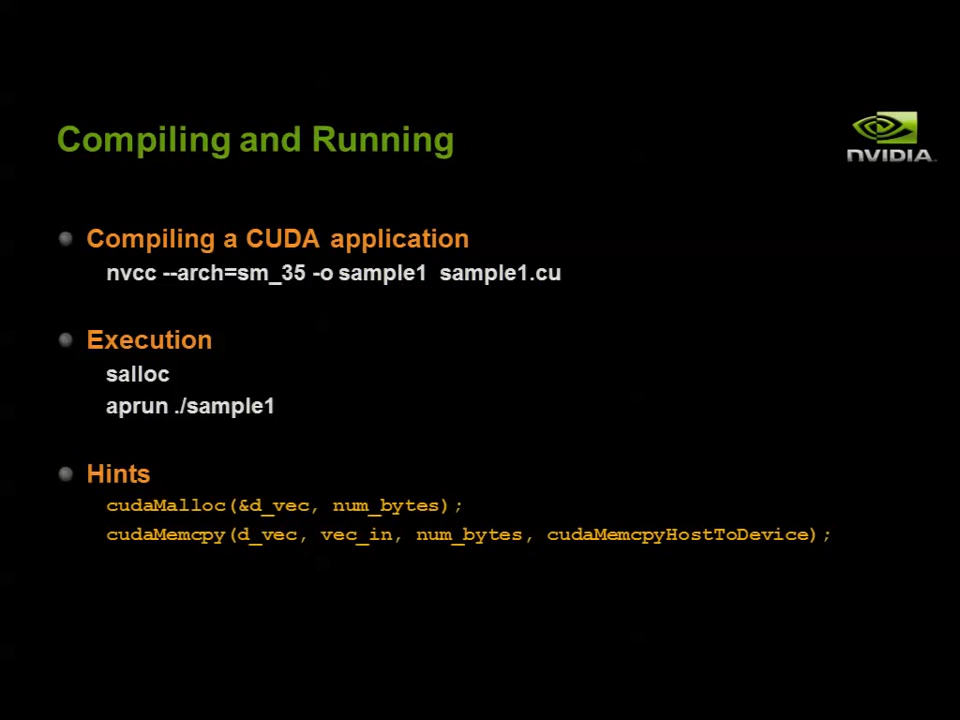 Compiling and Running
NVIDIA
Compiling a CUDA application
nvcc --arch=sm_35 -o sample1 sample1.cu
Execution
salloc
aprun ./sample1
Hints
cudaMalloc(&d_vec, num_bytes);
cudaMemcpy(d_vec, vec_in, num_bytes, cudaMemcpyHostToDevice);